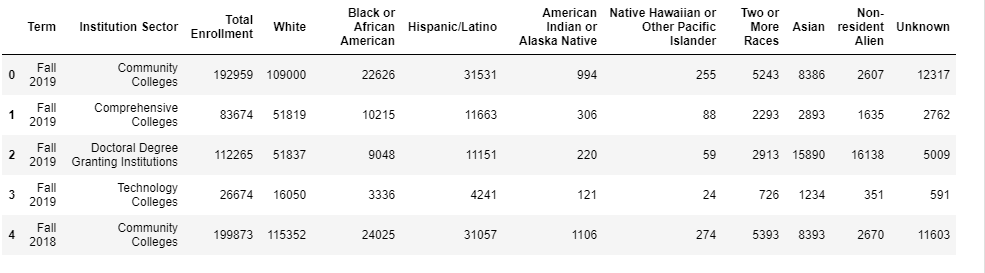 Term Institution Sector Total Enrollment White Black or African American Hispanic/Latino American Indian or Alaska Native Native Hawaiian or Other Pacific Islander Two or More Races Asian Non-resident Alien Unknown
0 Fall 2019 Community Colleges 192959 109000 22626 31531 994 255 5243 8386 2607 12317
1 Fall 2019 Comprehensive Colleges 83674 51819 10215 11663 306 88 2293 2893 1635 2762
2 Fall 2019 Doctoral Degree Granting Institutions 112265 51837 9048 11151 220 59 2913 15890 16138 5009
3 Fall 2019 Technology Colleges 26674 16050 3336 4241 121 24 726 1234 351 591
4 Fall 2018 Community Colleges 199873 115352 24025 31057 1106 274 5393 8393 2670 11603